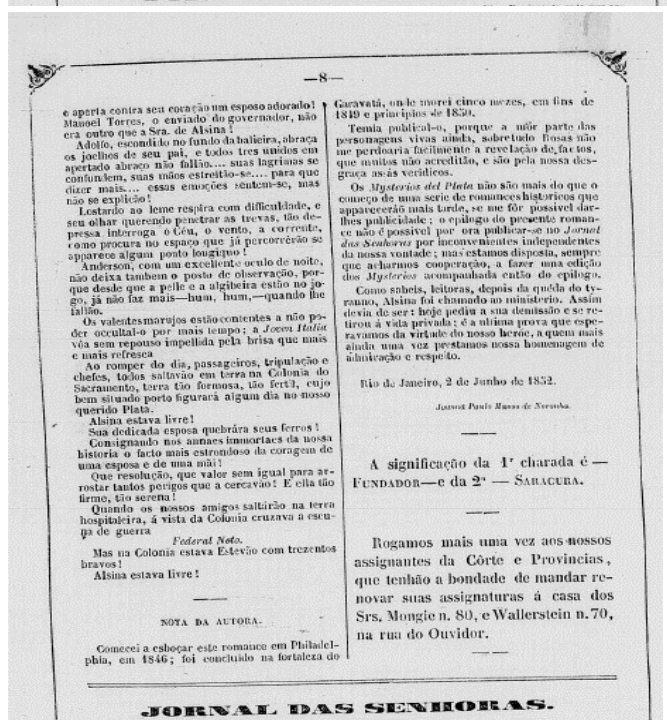 —8—
e aperta contra seu coração um esposo adorado!
Manoel Torres, o enviado do governador, não
era outro que a Sra. de Alsina!
Adolfo, escondido no fundo da baliera, abraça
os joelhos de seu pai, e todos tres unidos em
apertado abraço não fallão.... suas lagrimas se
confundem, suas mãos estreitão-se.... para que
dizer mais.... essas emoções sentem-se, mas
não se explicão!
Lostardo ao leme respira com difficuldade, e
seu olhar querendo penetrar as trevas, tão de-
pressa interroga o Céu, o vento, a corrente,
como procura no espaço que já percorrêrão se
apparece algum ponto longiquo!
Anderson, com um excellente oculo de noite,
não deixa tambem o posto de observação, por-
que desde que a pelle e a algibeira estão no jo-
go, já não faz mais—hum, hum,—quando lhe
fallão.
Os valentes marujos estão contentes a não po-
der occultal-o por mais tempo; a Joven Italia
vôa sem repouso impellida pela brisa que mais
e mais refresca
Ao romper do dia, passageiros, tripulação e
chefes, todos saltavão em terra na Colonia do
Sacramento, terra tão formosa, tão fertil, cujo
bem situado porto figurará algum dia no nosso
querido Plata.
Alsina estava livre!
Sua dedicada esposa quebrára seus ferros!
Consignando nos annaes immortaes da nossa
historia o facto mais estrondoso da coragem de
uma esposa e de uma mãi!
Que resolução, que valor sem igual para ar-
rostar tantos perigos que a cercavão! E ella tão
firme, tão serena!
Quando os nossos amigos saltárão na terra
hospitaleira, á vista da Colonia cruzava a escu-
na de guerra
Federal Noto.
Mas na Colonia estava Estevão com trezentos
bravos!
Alsina estava livre!
NOTA DA AUTORA.
Comecei a esboçar este romance em Philadel-
phia, em 1846; foi concluido na fortaleza do
Garavatá, onde morei cinco mezes, em fins de
1849 e principios de 1850.
Temia publical-o, porque a môr parte das
personagens vivas ainda, sobretudo Rosas não
me perdoaria facilmente a revelação de factos,
que muitos não acreditão, e são pela nossa des-
graça assás veridicos.
Os Mysterios del Plata não são mais do que o
começo de uma serie de romances historicos que
apparecerão mais tarde, se me fôr possivel dar-
lhes publicidade; o epilogo do presente roman-
ce não é possivel por ora publicar-se no Jornal
das Senhoras por inconvenientes independentes
da nossa vontade; mas estamos disposta, sempre
que acharmos cooperação, a fazer uma edição
dos Mysterios acompanhada então do epilogo.
Como sabeis, leitoras, depois da quéda do ty-
ranno, Alsina foi chamado ao ministerio. Assim
devia de ser: hoje pediu a sua demissão e se re-
tirou á vida privada; é a ultima prova que espe-
ravamos da virtude do nosso heroe, a quem mais
ainda uma vez prestamos nossa homenagem de
admiração e respeito.
Rio de Janeiro, 2 de Junho de 1852.
Joanna Paula Manso de Noronha.
A significação da 1ª charada é —
FUNDADOR—e da 2ª — SARACURA.
Rogamos mais uma vez aos nossos
assignantes da Côrte e Provincias,
que tenhão a bondade de mandar re-
novar suas assignaturas á casa dos
Srs. Mongie n. 80, e Wallerstein n. 70,
na rua do Ouvidor.
JORNAL DAS SENHORAS.